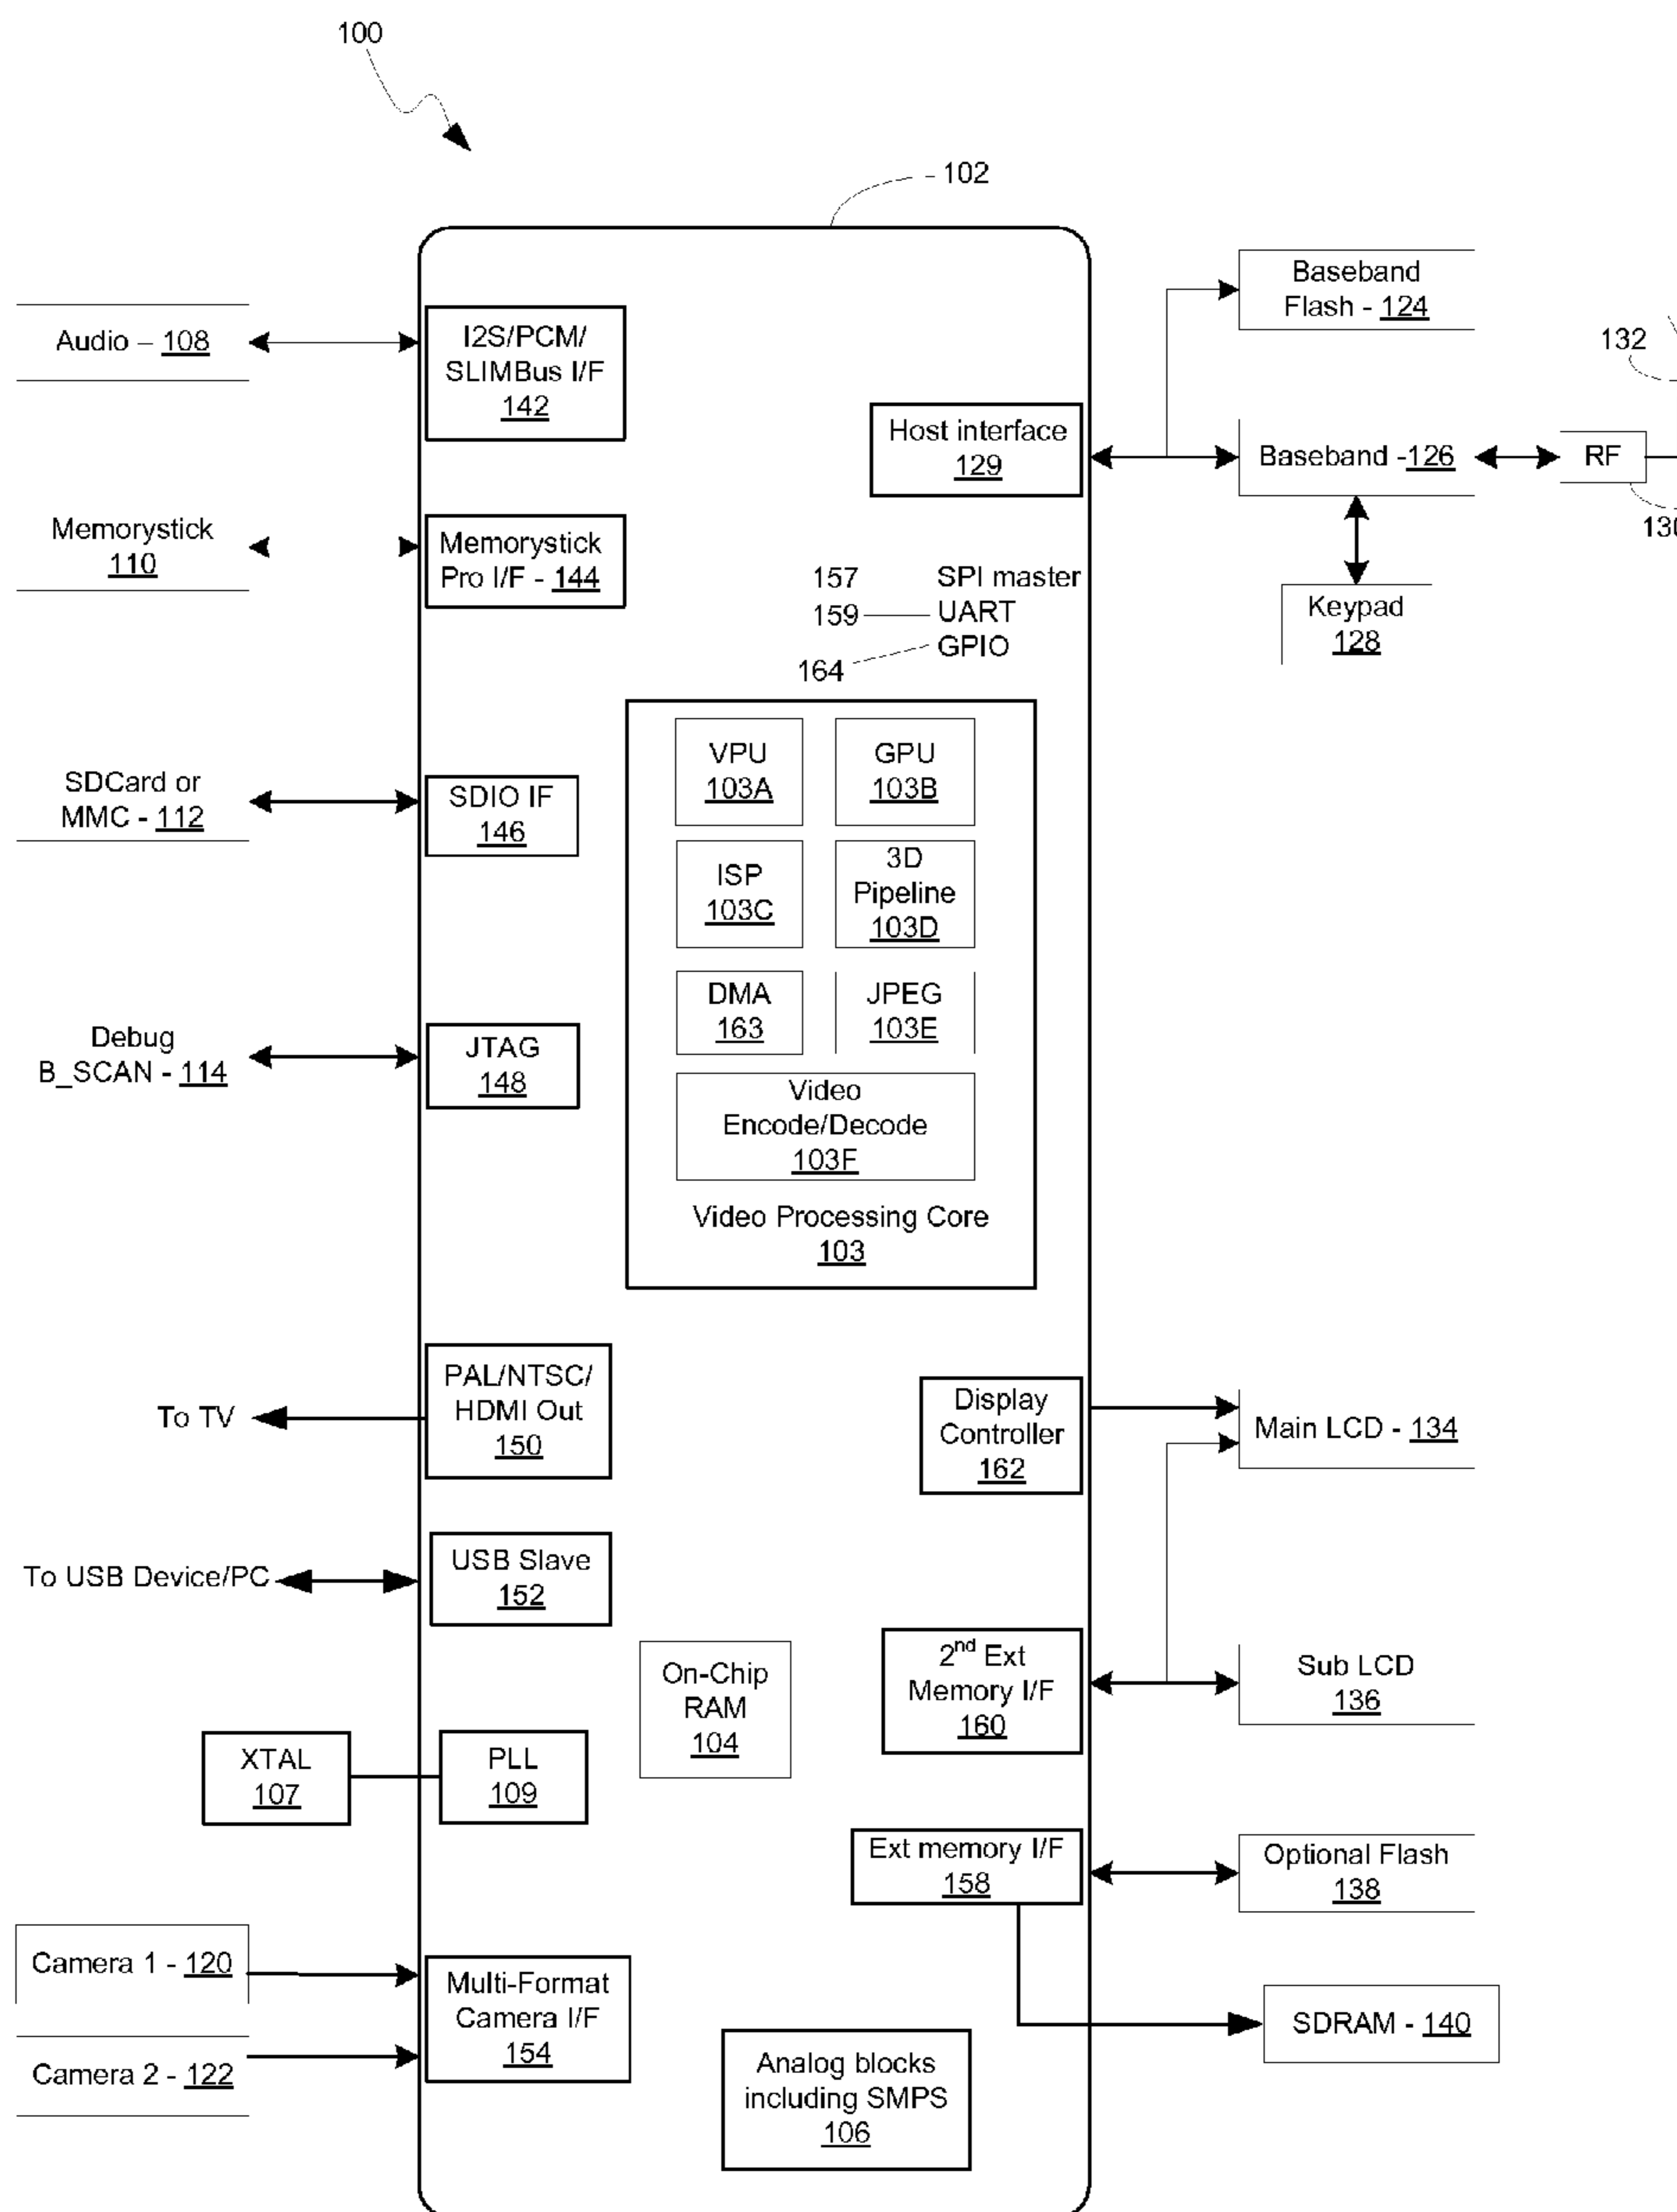 100
102
Audio – 108
I2S/PCM/
SLIMBus I/F
142
Baseband
Flash - 124
132
Host interface
129
Baseband -126
RF
130
Memorystick
110
Memorystick
Pro I/F - 144
157 SPI master
159 UART
GPIO
164
Keypad
128
SDCard or
MMC - 112
SDIO IF
146
VPU
103A
GPU
103B
ISP
103C
3D
Pipeline
103D
DMA
163
JPEG
103E
Debug
B_SCAN - 114
JTAG
148
Video
Encode/Decode
103F
Video Processing Core
103
To TV
PAL/NTSC/
HDMI Out
150
Display
Controller
162
Main LCD - 134
To USB Device/PC
USB Slave
152
On-Chip
RAM
104
2nd Ext
Memory I/F
160
Sub LCD
136
XTAL
107
PLL
109
Ext memory I/F
158
Optional Flash
138
Camera 1 - 120
Camera 2 - 122
Multi-Format
Camera I/F
154
SDRAM - 140
Analog blocks
including SMPS
106